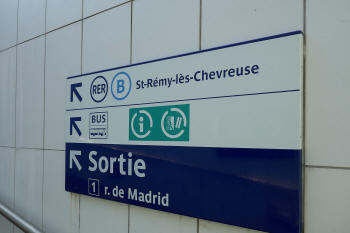 RER B St-Rémy-lès-Chevreuse
BUS i
Sortie
1 r. de Madrid